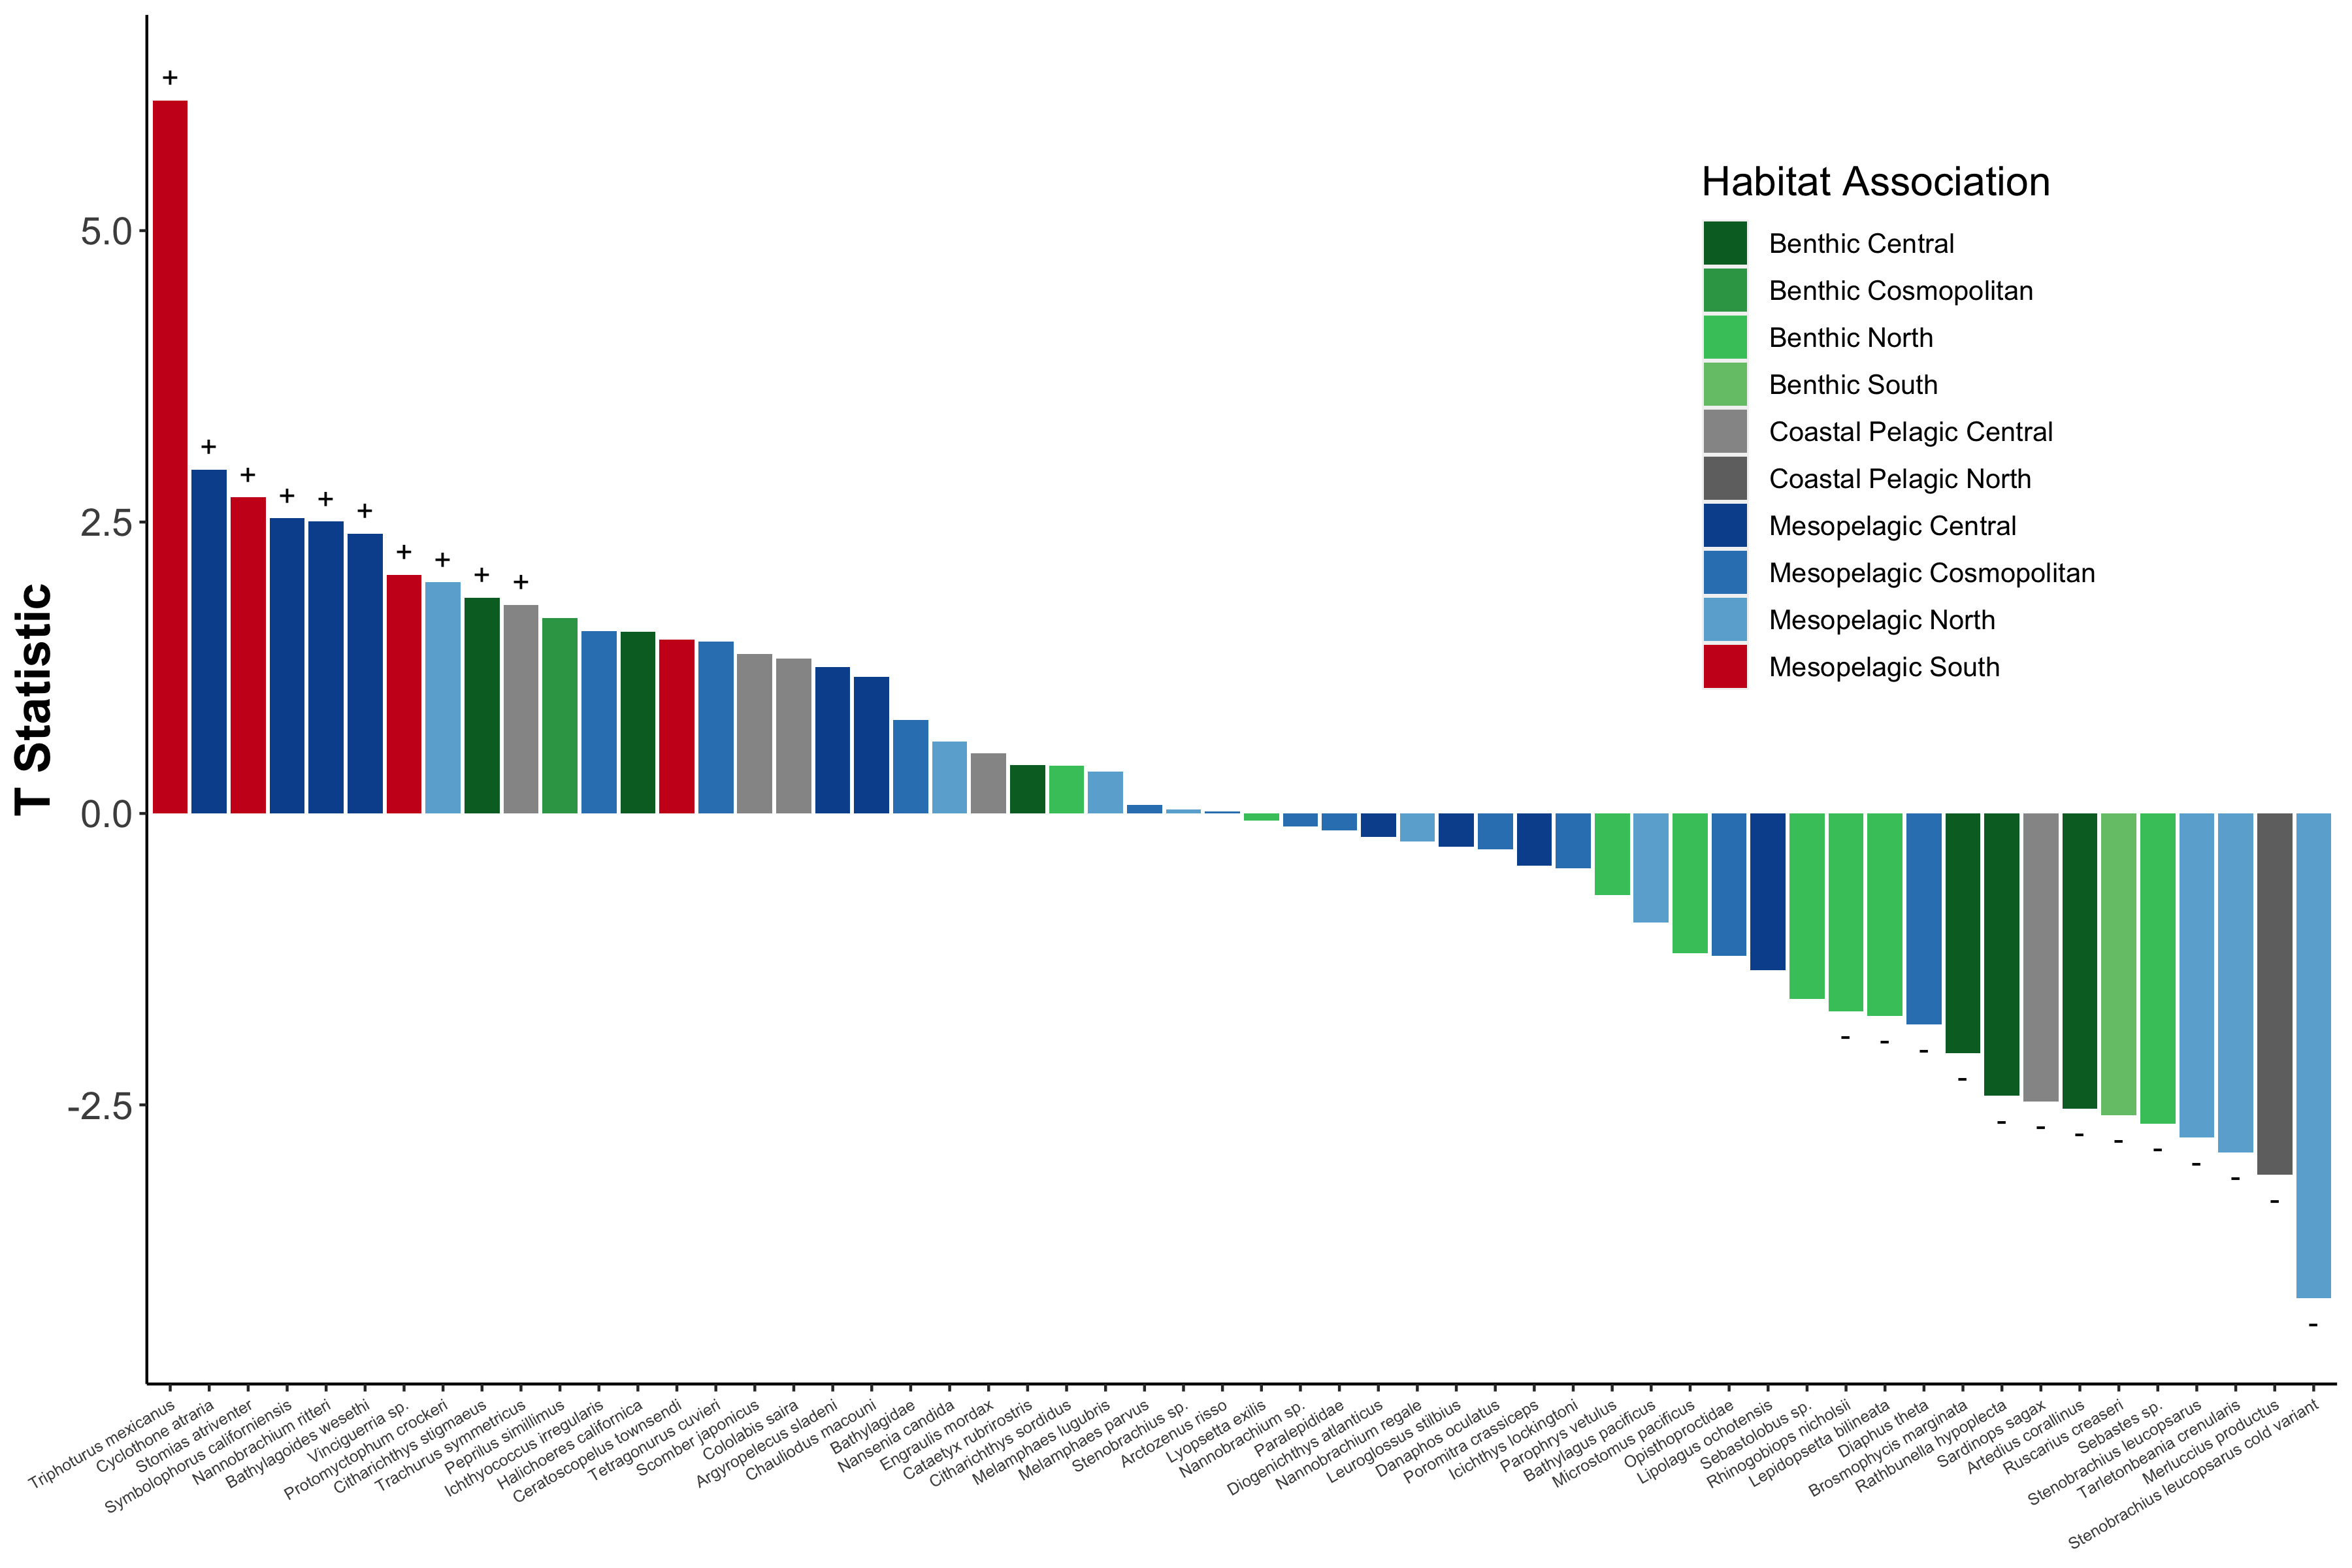 T Statistic
5.0
2.5
0.0
-2.5
+
+
+
+
+
+
+
+
+
+
-
-
-
-
-
-
-
-
-
-
-
-
-
Habitat Association
Benthic Central
Benthic Cosmopolitan
Benthic North
Benthic South
Coastal Pelagic Central
Coastal Pelagic North
Mesopelagic Central
Mesopelagic Cosmopolitan
Mesopelagic North
Mesopelagic South
Triphoturus mexicanus
Cyclothone atraria
Stomias atriventer
Symbolophorus californiensis
Nannobrachium ritteri
Bathylagoides wesethi
Vinciguerria sp.
Protomyctophum crockeri
Citharichthys stigmaeus
Trachurus symmetricus
Peprilus simillimus
Ichthyococcus irregularis
Halichoeres californica
Ceratoscopelus townsendi
Tetragonurus cuvieri
Scomber japonicus
Cololabis saira
Argyropelecus sladeni
Chauliodus macouni
Bathylagidae
Nansenia candida
Engraulis mordax
Cataetyx rubrirostris
Citharichthys sordidus
Melamphaes lugubris
Melamphaes parvus
Stenobrachius sp.
Arctozenus risso
Lyopsetta exilis
Nannobrachium sp.
Paralepididae
Diogenichthys atlanticus
Nannobrachium regale
Leuroglossus stilbius
Danaphos oculatus
Poromitra crassiceps
Icichthys lockingtoni
Parophrys vetulus
Bathylagus pacificus
Microstomus pacificus
Opisthoproctidae
Lipolagus ochotensis
Sebastolobus sp.
Rhinogobiops nicholsii
Lepidopsetta bilineata
Diaphus theta
Brosmophycis marginata
Rathbunella hypoplecta
Sardinops sagax
Artedius corallinus
Ruscarius creaseri
Sebastes sp.
Stenobrachius leucopsarus
Tarletonbeania crenularis
Merluccius productus
Stenobrachius leucopsarus cold variant